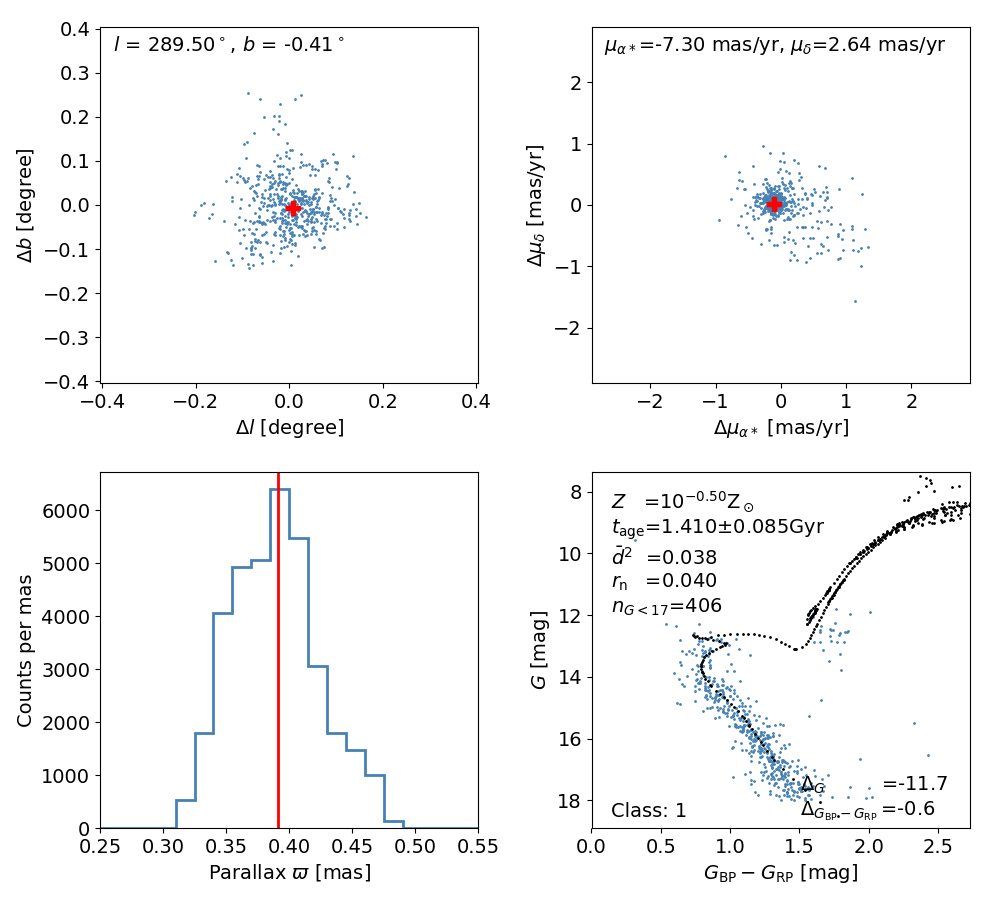 l = 289.50°, b = -0.41°
0.4
0.3
0.2
0.1
0.0
−0.1
−0.2
−0.3
−0.4
−0.4
−0.2
0.0
0.2
0.4
Δb [degree]
Δl [degree]
μα*=-7.30 mas/yr, μδ=2.64 mas/yr
2
1
0
−1
−2
−2
−1
0
1
2
Δμδ [mas/yr]
Δμα* [mas/yr]
6000
5000
4000
3000
2000
1000
0
0.25
0.30
0.35
0.40
0.45
0.50
0.55
Counts per mas
Parallax ϖ [mas]
Z =10^−0.50 Z⊙
t_age=1.410±0.085Gyr
d̄² =0.038
r_n =0.040
n_G<17=406
Δ_G =-11.7
Δ_GBP−GRP =-0.6
Class: 1
8
10
12
14
16
18
0.0
0.5
1.0
1.5
2.0
2.5
G [mag]
G_BP − G_RP [mag]